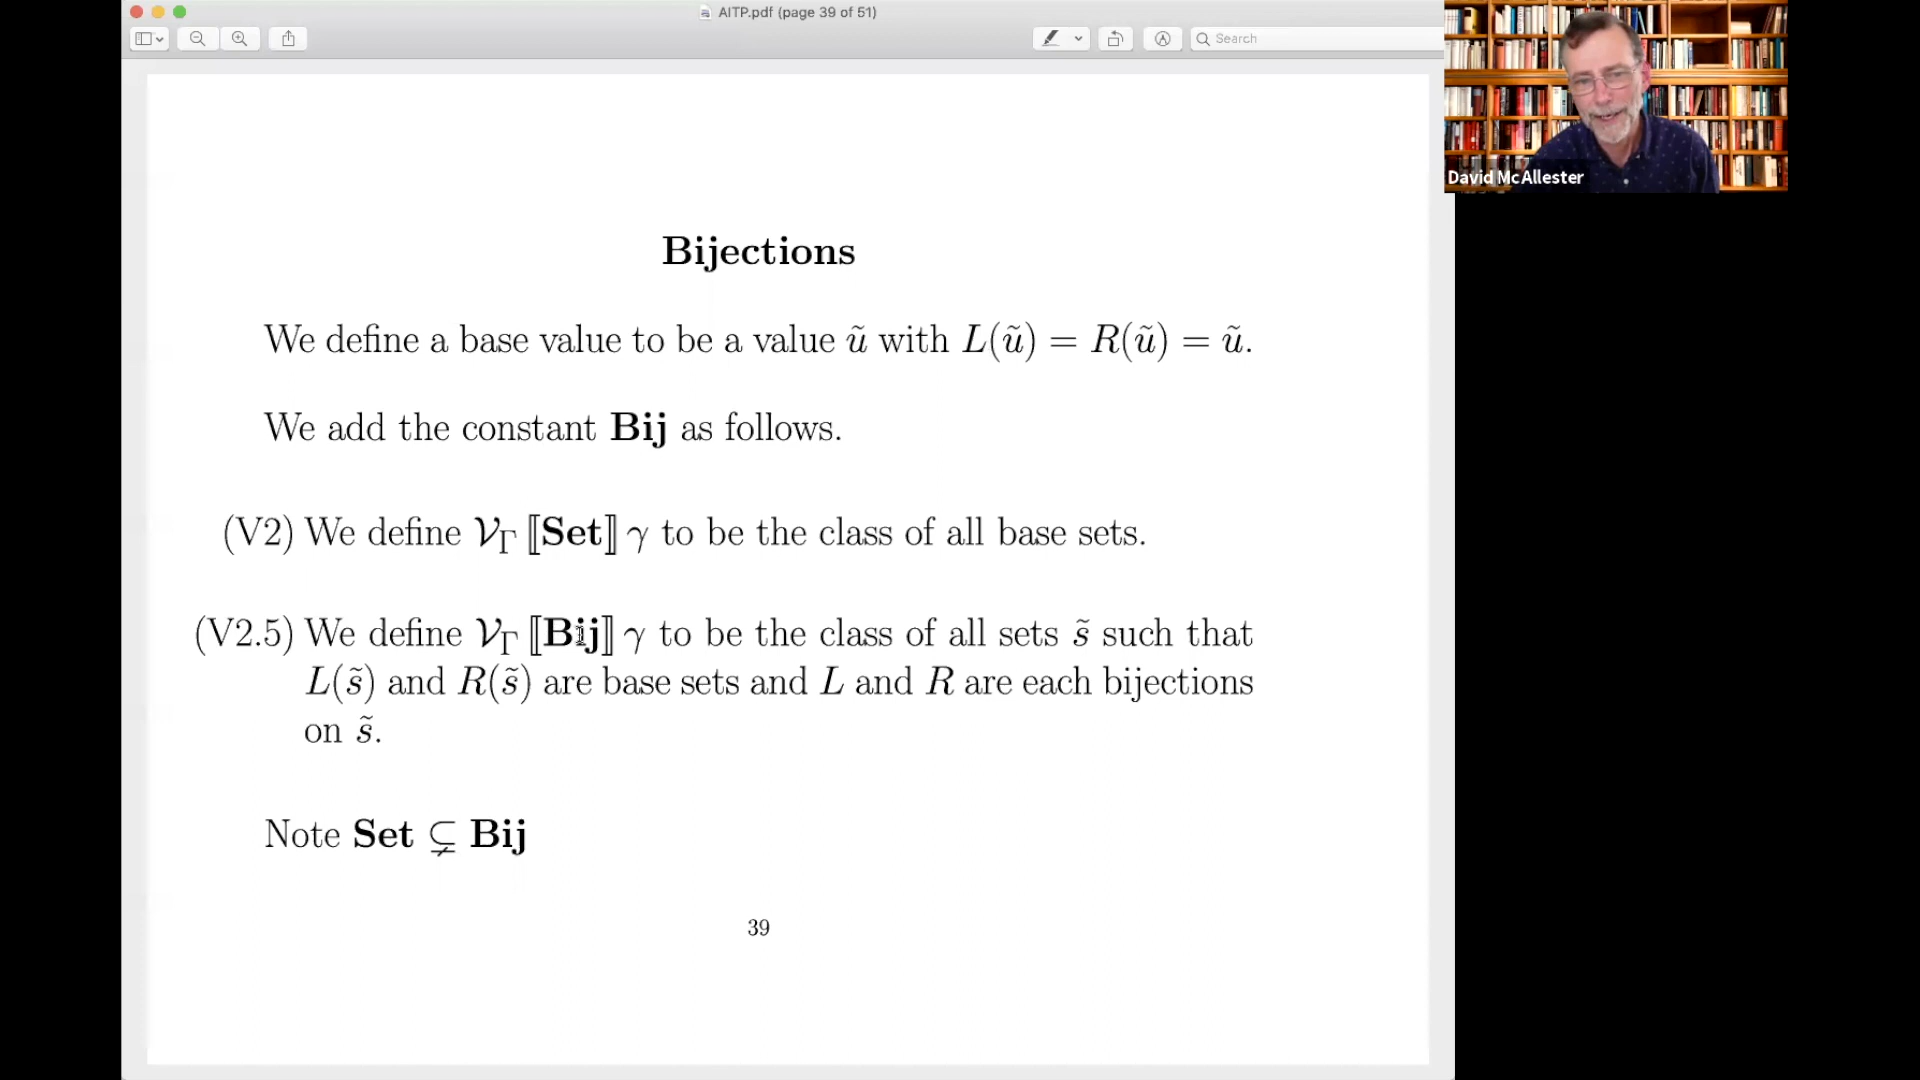 AITP.pdf (page 39 of 51)
Search
David McAllester
Bijections
We define a base value to be a value ũ with L(ũ) = R(ũ) = ũ.
We add the constant Bij as follows.
(V2) We define 𝒱_Γ ⟦Set⟧ γ to be the class of all base sets.
(V2.5) We define 𝒱_Γ ⟦Bij⟧ γ to be the class of all sets s̃ such that
L(s̃) and R(s̃) are base sets and L and R are each bijections
on s̃.
Note Set ⊊ Bij
39